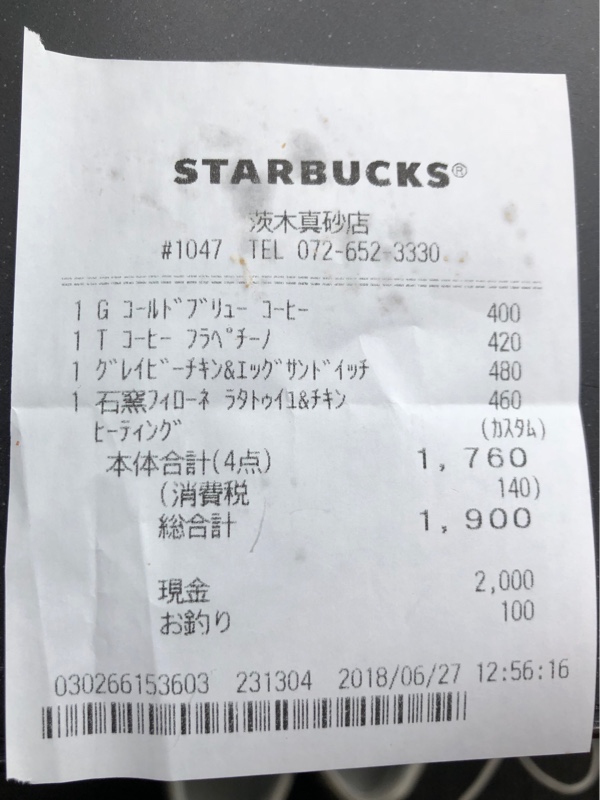 STARBUCKS®
茨木真砂店
#1047 TEL 072-652-3330
1 G コールドブリュー コーヒー 400
1 T コーヒー フラペチーノ 420
1 グレイビーチキン&エッグサンドイッチ 480
1 石窯フィローネ ラタトゥイユ&チキン 460
ヒーティング (カスタム)
本体合計(4点) 1,760
(消費税 140)
総合計 1,900
現金 2,000
お釣り 100
030266153603 231304 2018/06/27 12:56:16